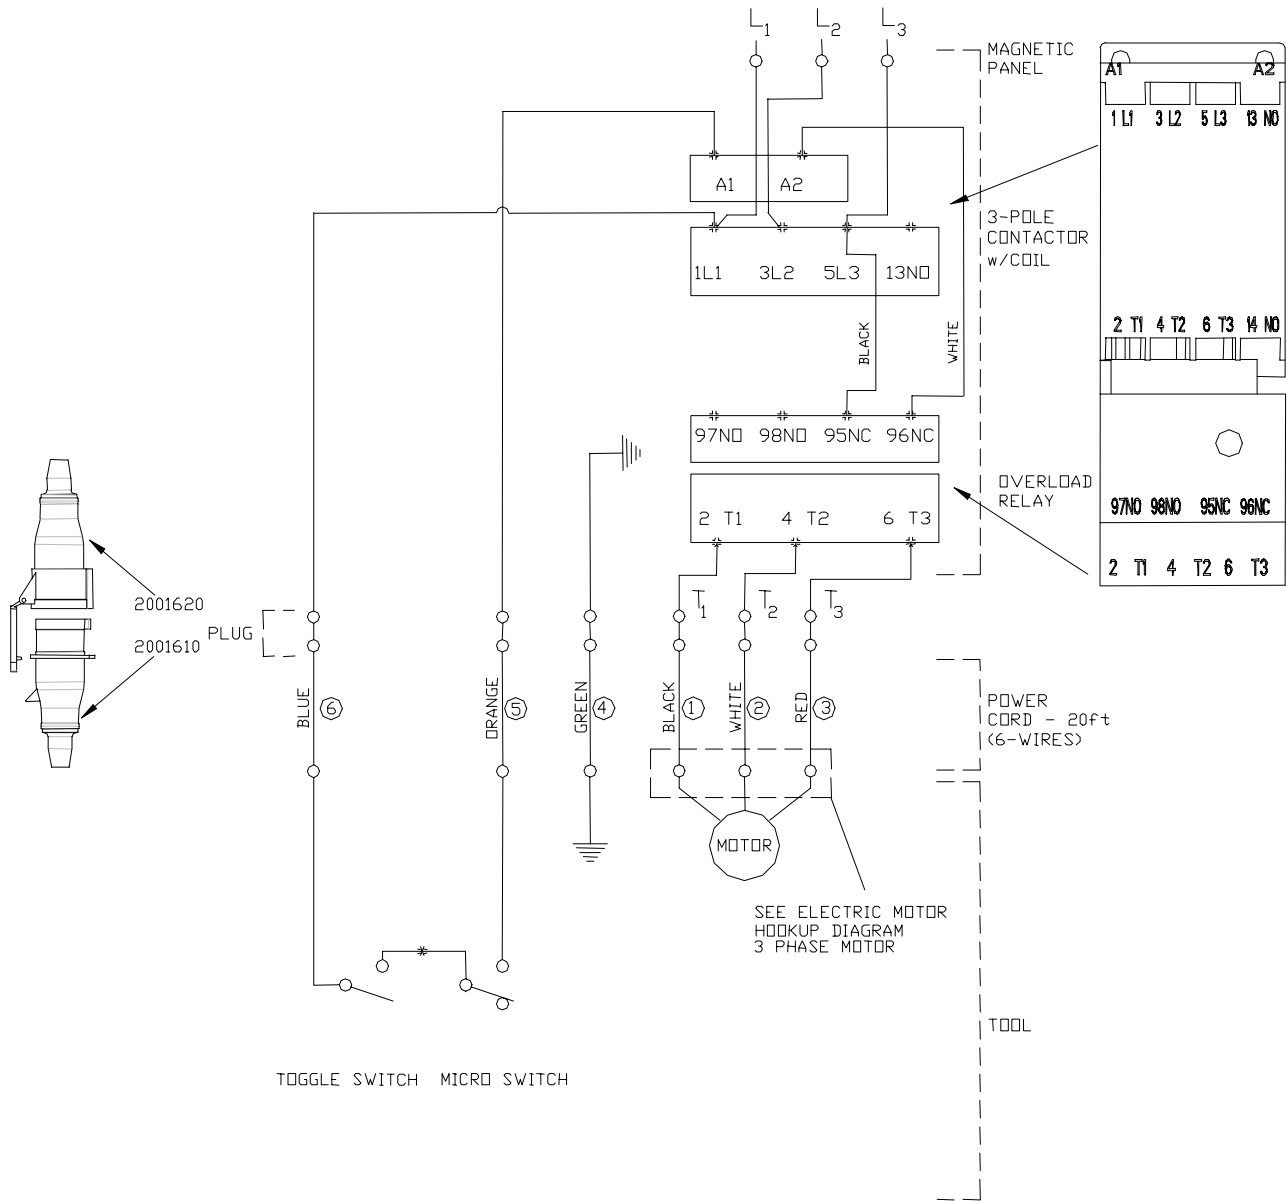 L1 L2 L3
MAGNETIC
PANEL
A1 A2
1 L1 3 L2 5 L3 13 NO
A1 A2
3-POLE
CONTACTOR
w/COIL
1L1 3L2 5L3 13NO
BLACK
WHITE
2 T1 4 T2 6 T3 14 NO
97NO 98NO 95NC 96NC
OVERLOAD
RELAY
97NO 98NO 95NC 96NC
2 T1 4 T2 6 T3
2 T1 4 T2 6 T3
T1 T2 T3
2001620
PLUG
2001610
BLUE 6
ORANGE 5
GREEN 4
BLACK 1
WHITE 2
RED 3
POWER
CORD - 20ft
(6-WIRES)
MOTOR
SEE ELECTRIC MOTOR
HOOKUP DIAGRAM
3 PHASE MOTOR
TOOL
TOGGLE SWITCH MICRO SWITCH